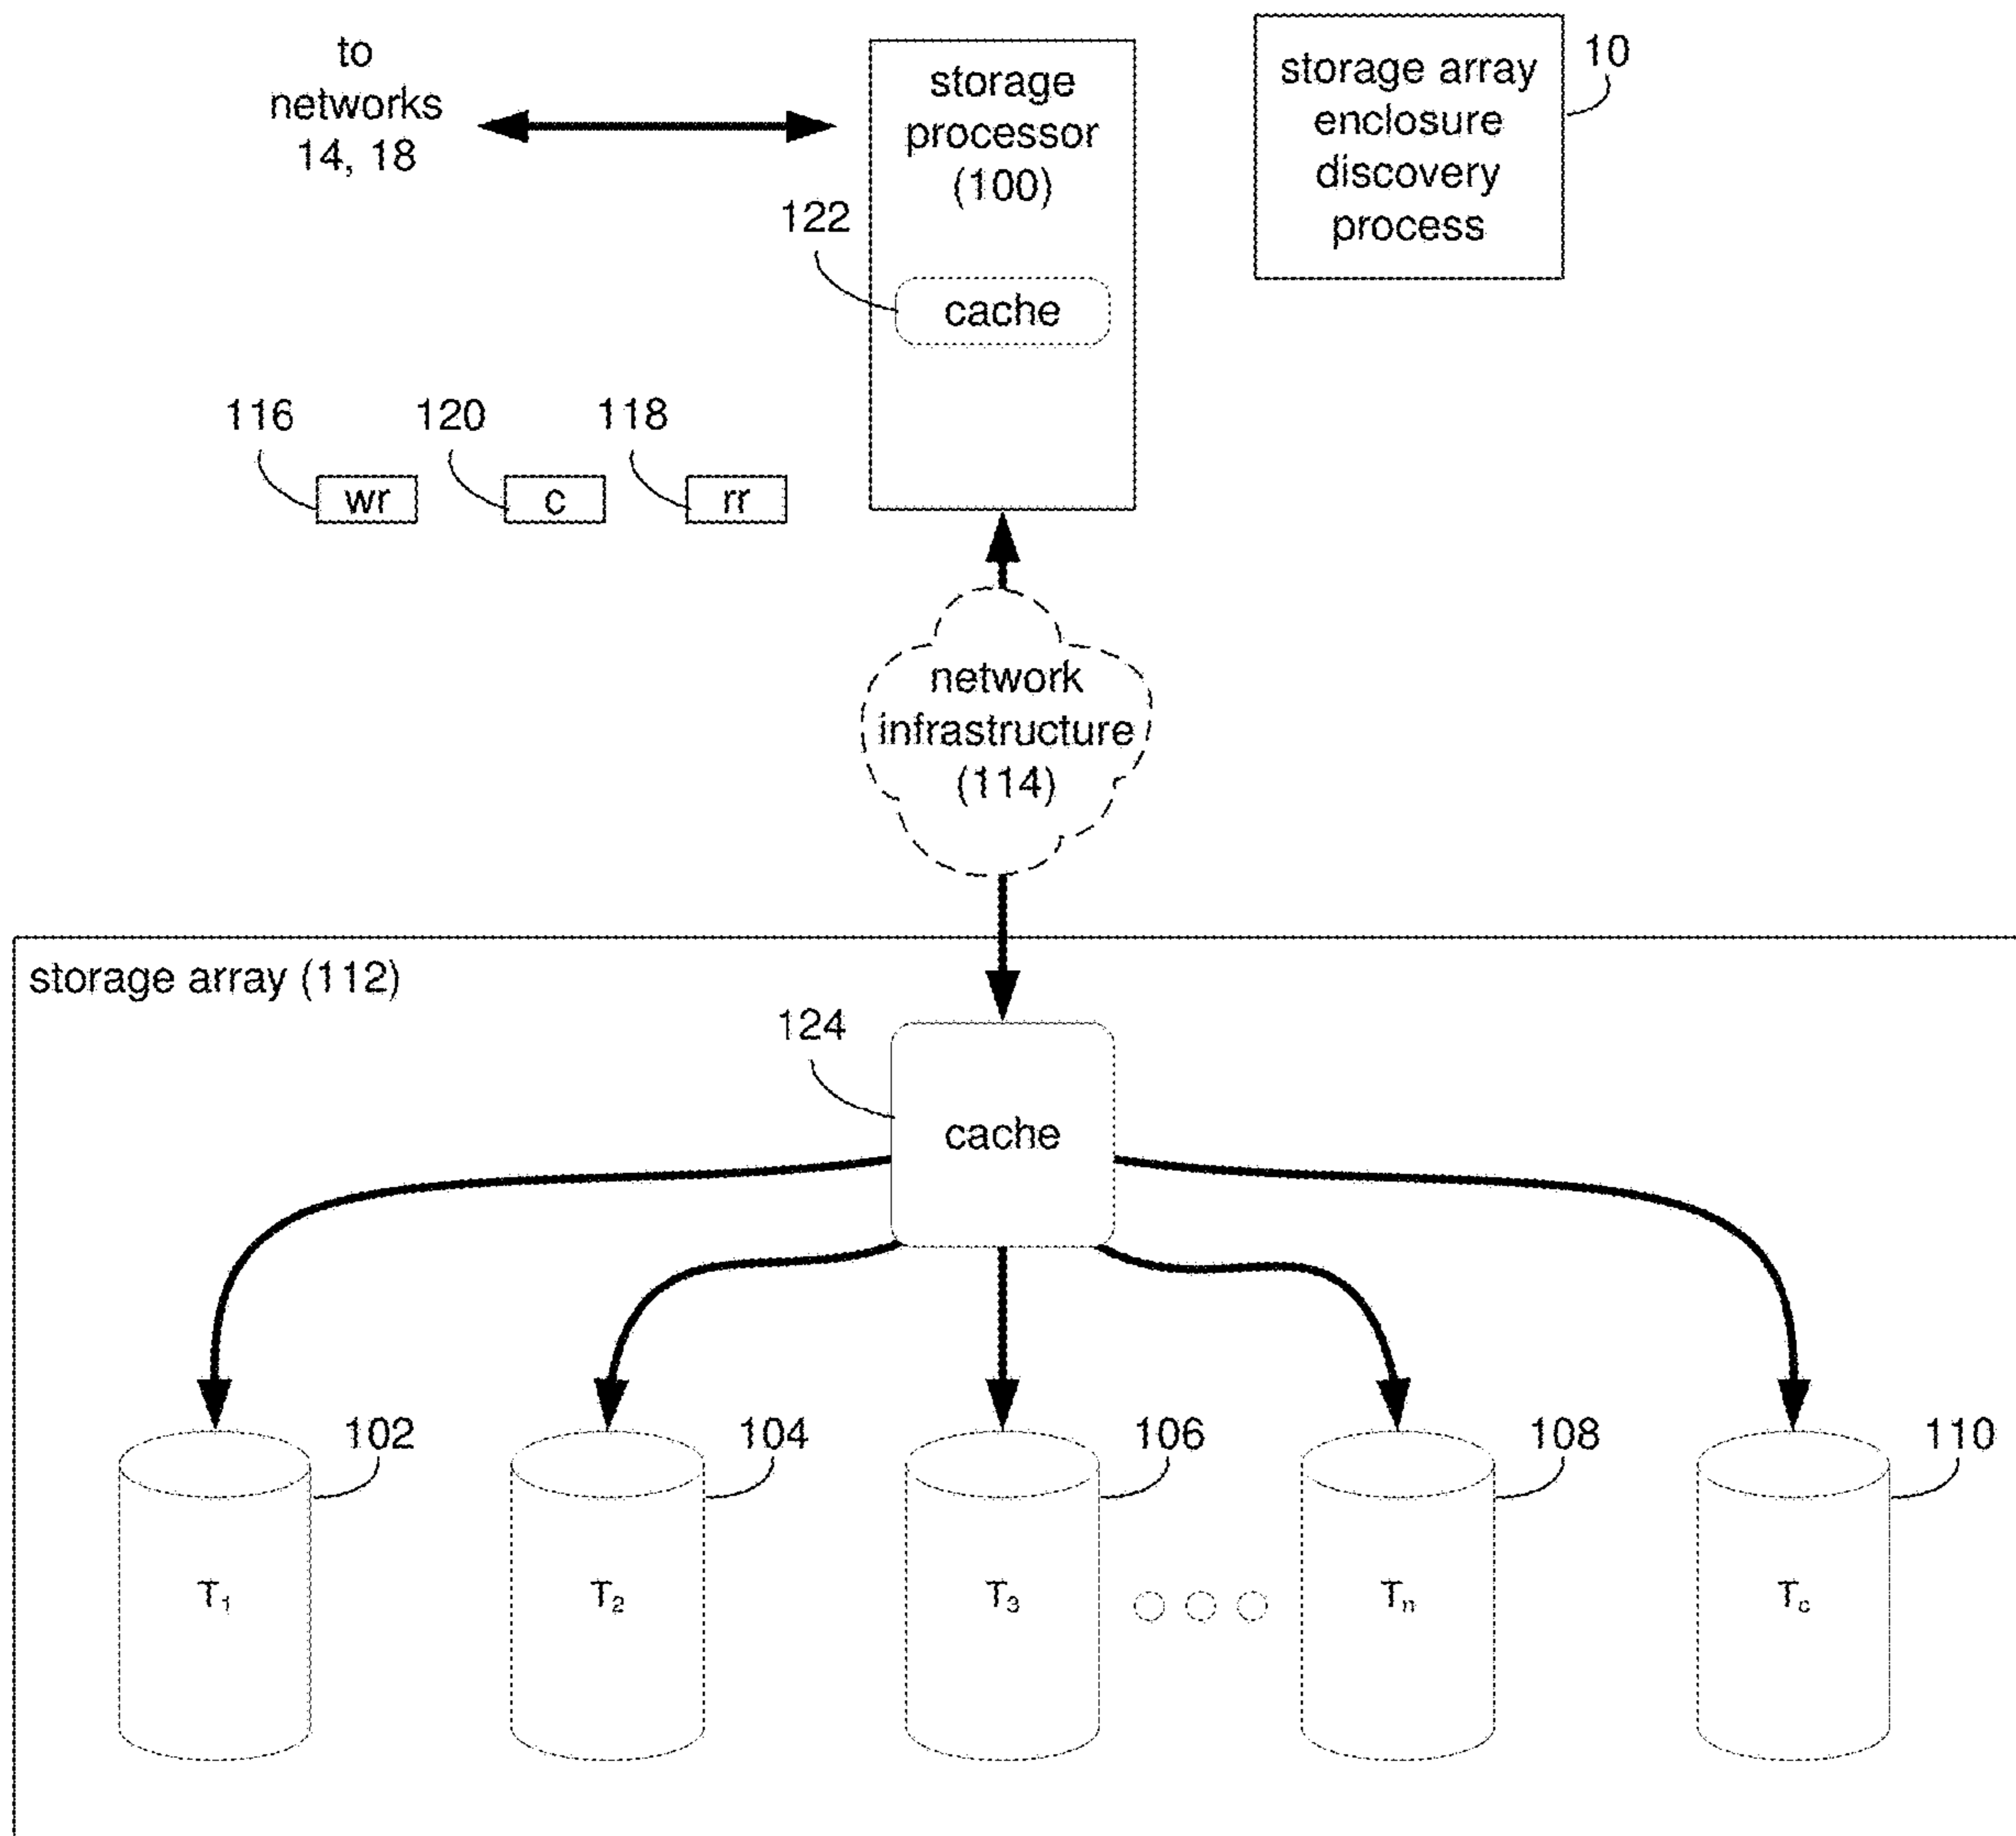 to
networks
14, 18
storage
processor
(100)
122
cache
storage array
enclosure
discovery
process
10
116
120
118
wr
c
rr
network
infrastructure
(114)
storage array (112)
124
cache
102
104
106
108
110
T₁
T₂
T₃
Tₙ
T꜀